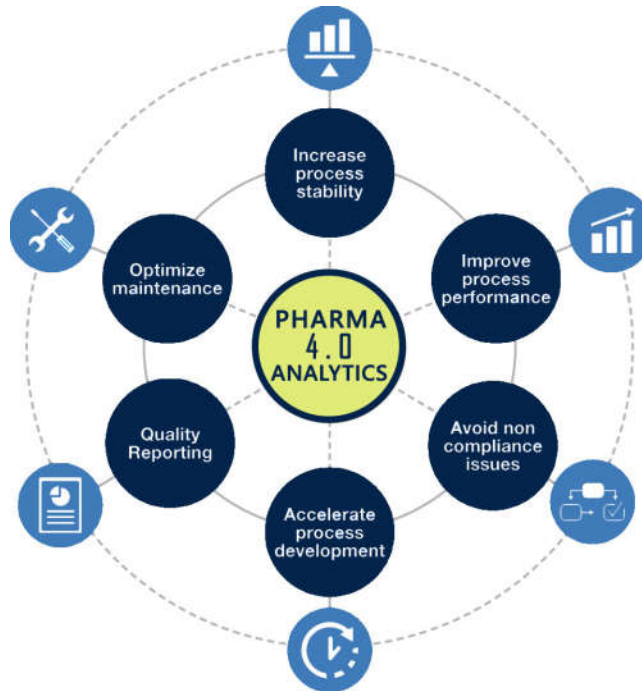 Increase
process
stability
Improve
process
performance
Avoid non
compliance
issues
Accelerate
process
development
Quality
Reporting
Optimize
maintenance
PHARMA
4.0
ANALYTICS